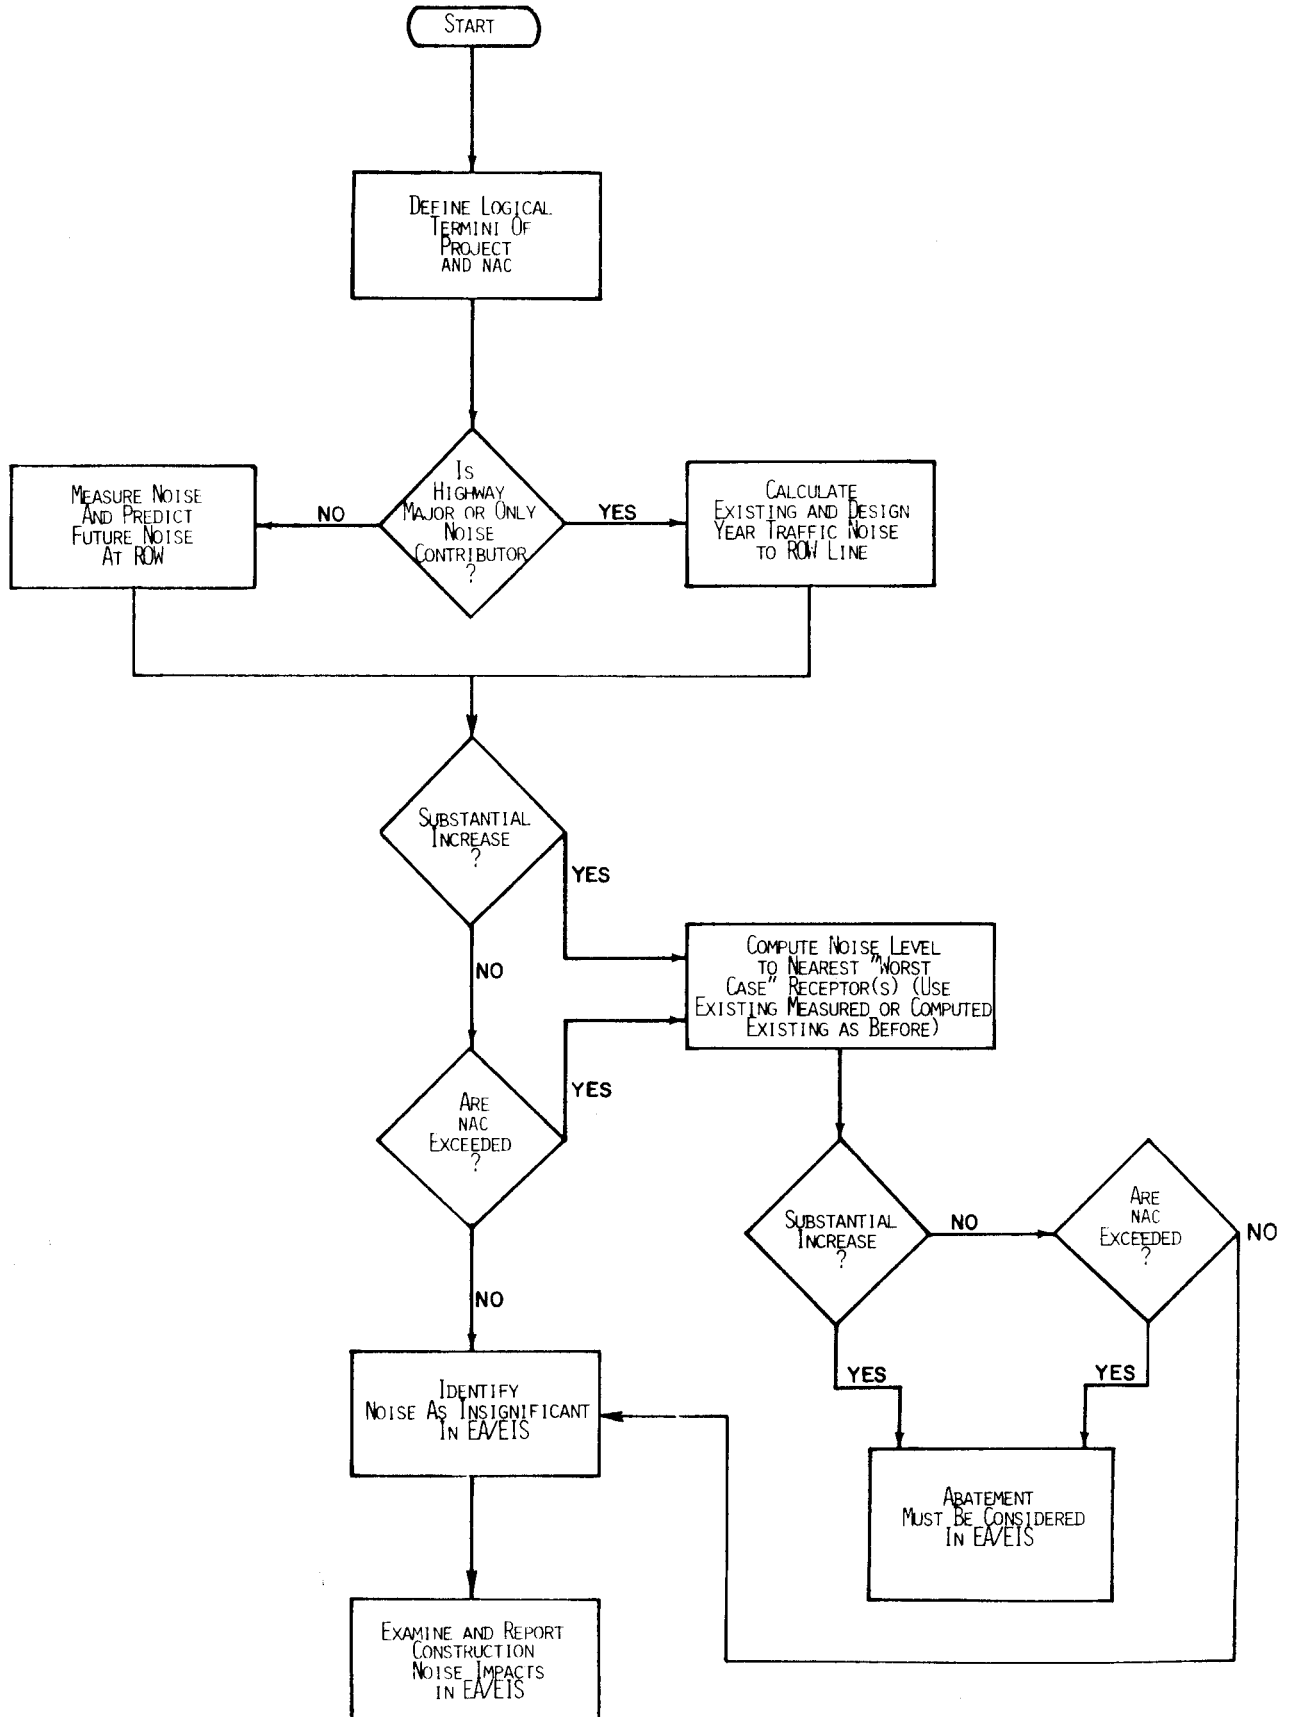 START
DEFINE LOGICAL
TERMINI OF
PROJECT
AND NAC
IS
HIGHWAY
MAJOR OR ONLY
NOISE
CONTRIBUTOR
?
NO
YES
MEASURE NOISE
AND PREDICT
FUTURE NOISE
AT ROW
CALCULATE
EXISTING AND DESIGN
YEAR TRAFFIC NOISE
TO ROW LINE
SUBSTANTIAL
INCREASE
?
YES
NO
COMPUTE NOISE LEVEL
TO NEAREST "WORST
CASE" RECEPTOR(S) (USE
EXISTING MEASURED OR COMPUTED
EXISTING AS BEFORE)
ARE
NAC
EXCEEDED
?
YES
NO
SUBSTANTIAL
INCREASE
?
NO
YES
ARE
NAC
EXCEEDED
?
NO
YES
IDENTIFY
NOISE AS INSIGNIFICANT
IN EA/EIS
ABATEMENT
MUST BE CONSIDERED
IN EA/EIS
EXAMINE AND REPORT
CONSTRUCTION
NOISE IMPACTS
IN EA/EIS